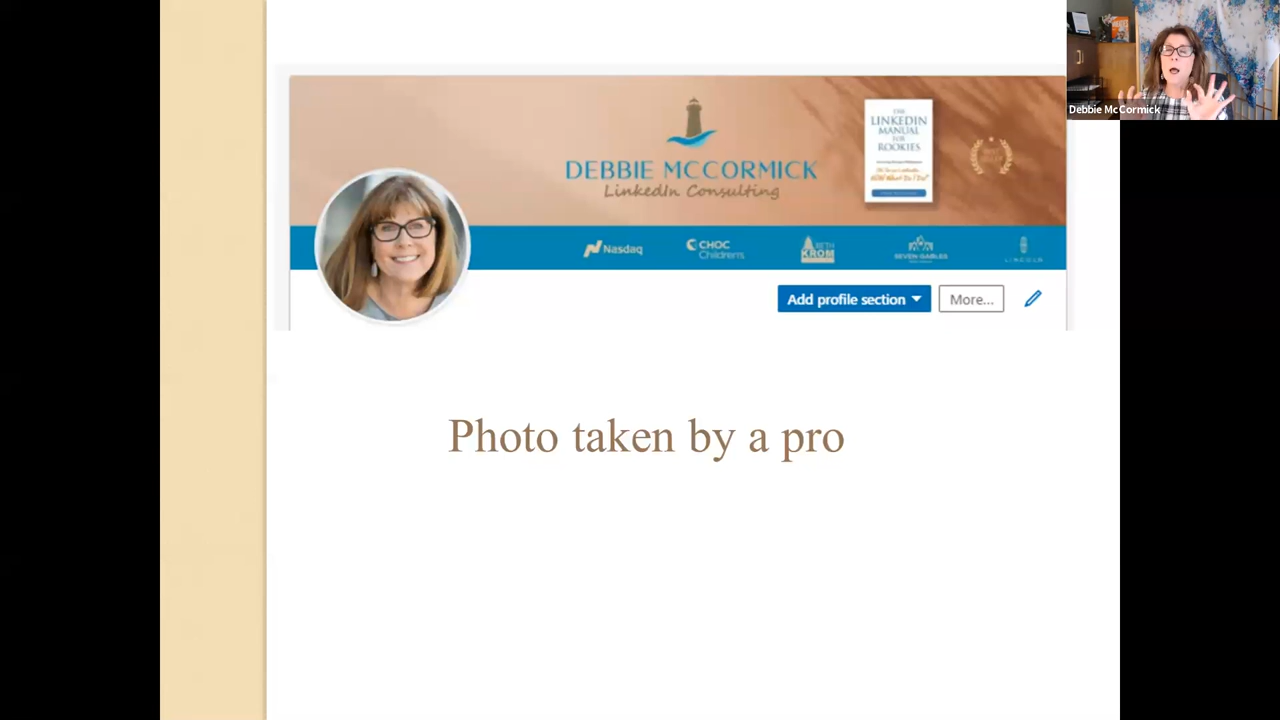 Debbie McCormick
THE
LINKEDIN
MANUAL
FOR
ROOKIES
DEBBIE MCCORMICK
LinkedIn Consulting
Nasdaq
CHOC
Children's
BETH
KROM
SEVEN GABLES
LINCOLN
Add profile section
More...
Photo taken by a pro